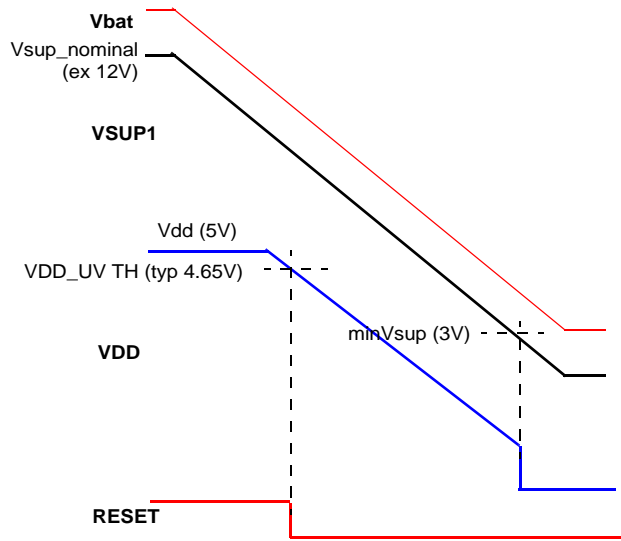 Vbat
Vsup_nominal
(ex 12V)
VSUP1
Vdd (5V)
VDD_UV TH (typ 4.65V)
minVsup (3V)
VDD
RESET